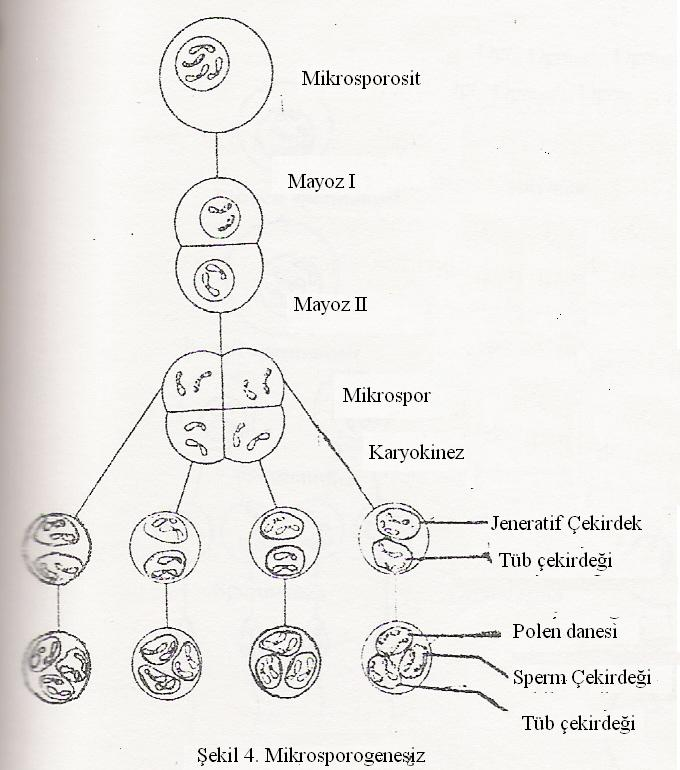 Mikrosporosit
Mayoz I
Mayoz II
Mikrospor
Karyokinez
Jeneratif Çekirdek
Tüb çekirdeği
Polen danesi
Sperm Çekirdeği
Tüb çekirdeği
Şekil 4. Mikrosporogenesiz